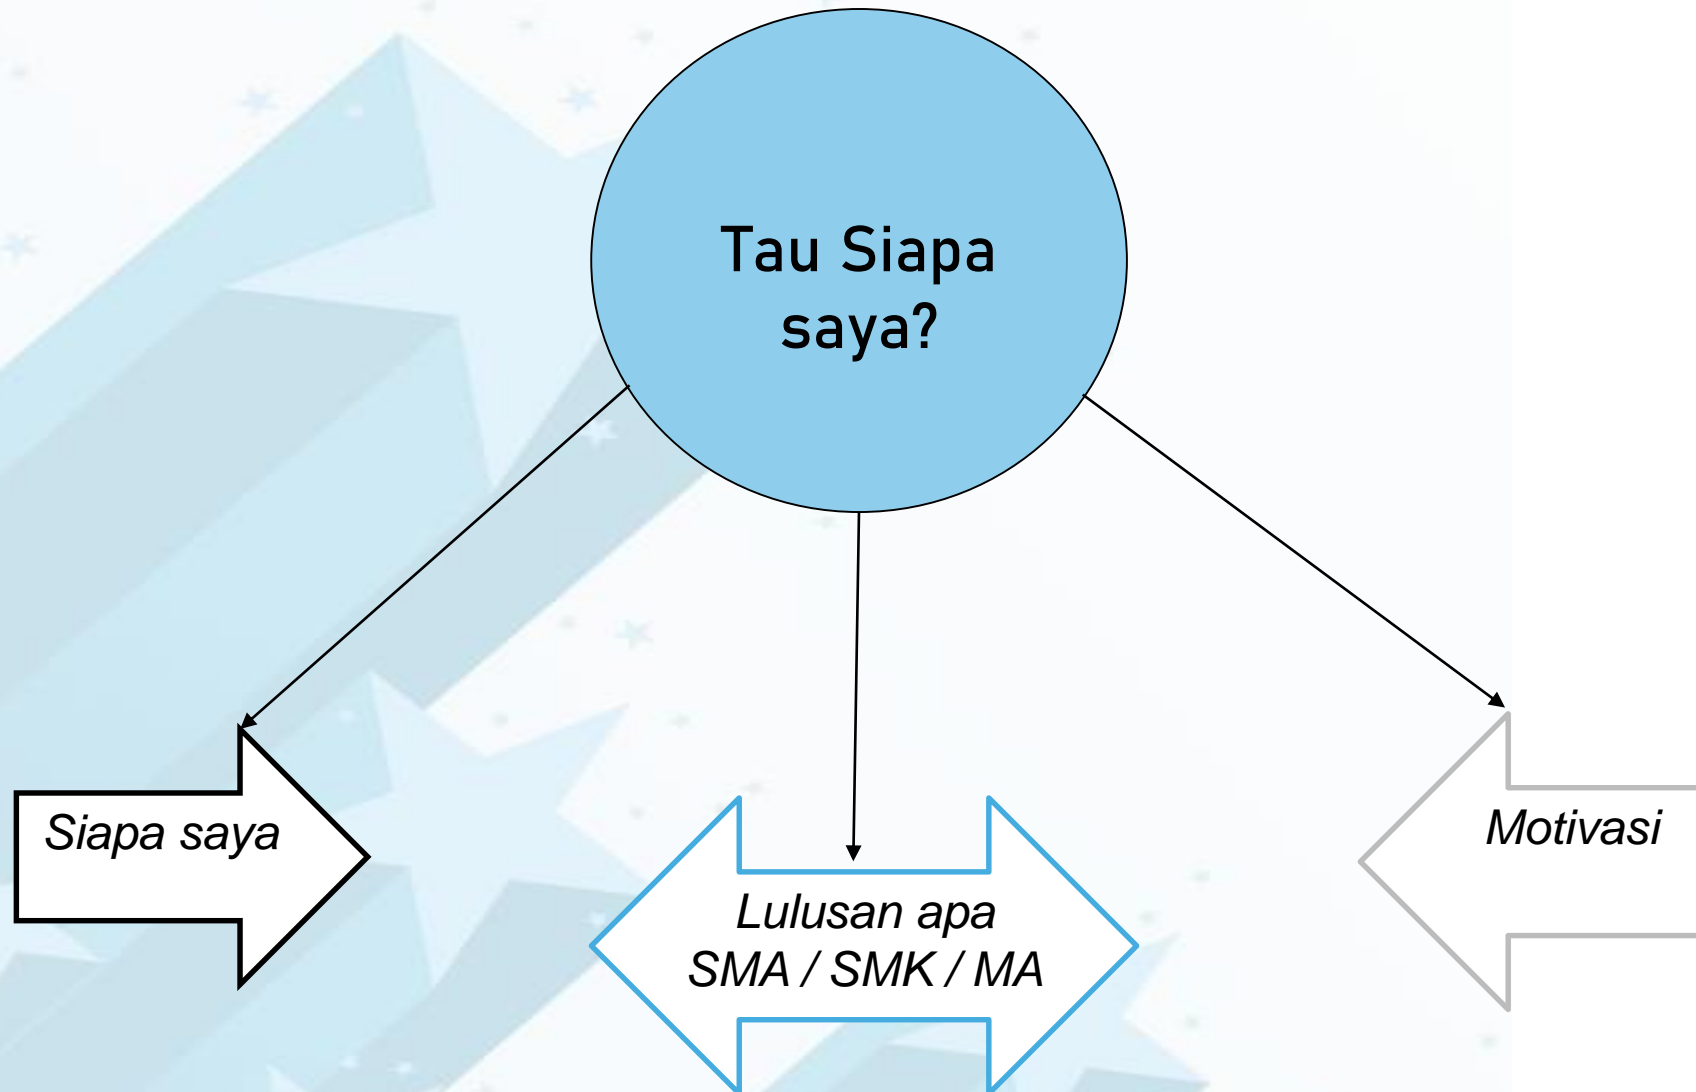 Tau Siapa
saya?
Siapa saya
Motivasi
Lulusan apa
SMA / SMK / MA